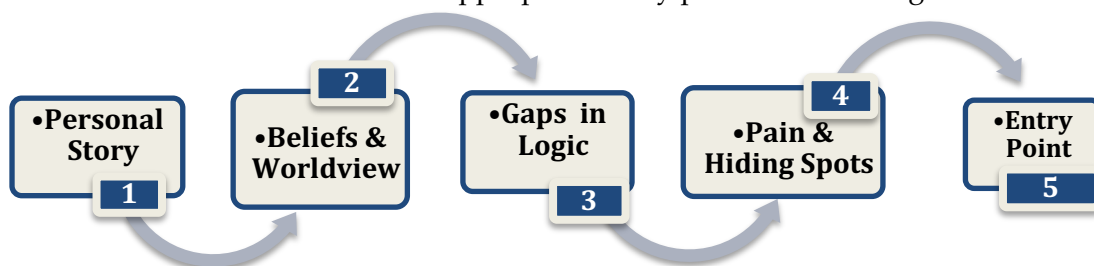 •Personal
Story
1
2
•Beliefs &
Worldview
•Gaps in
Logic
3
4
•Pain &
Hiding Spots
•Entry
Point
5